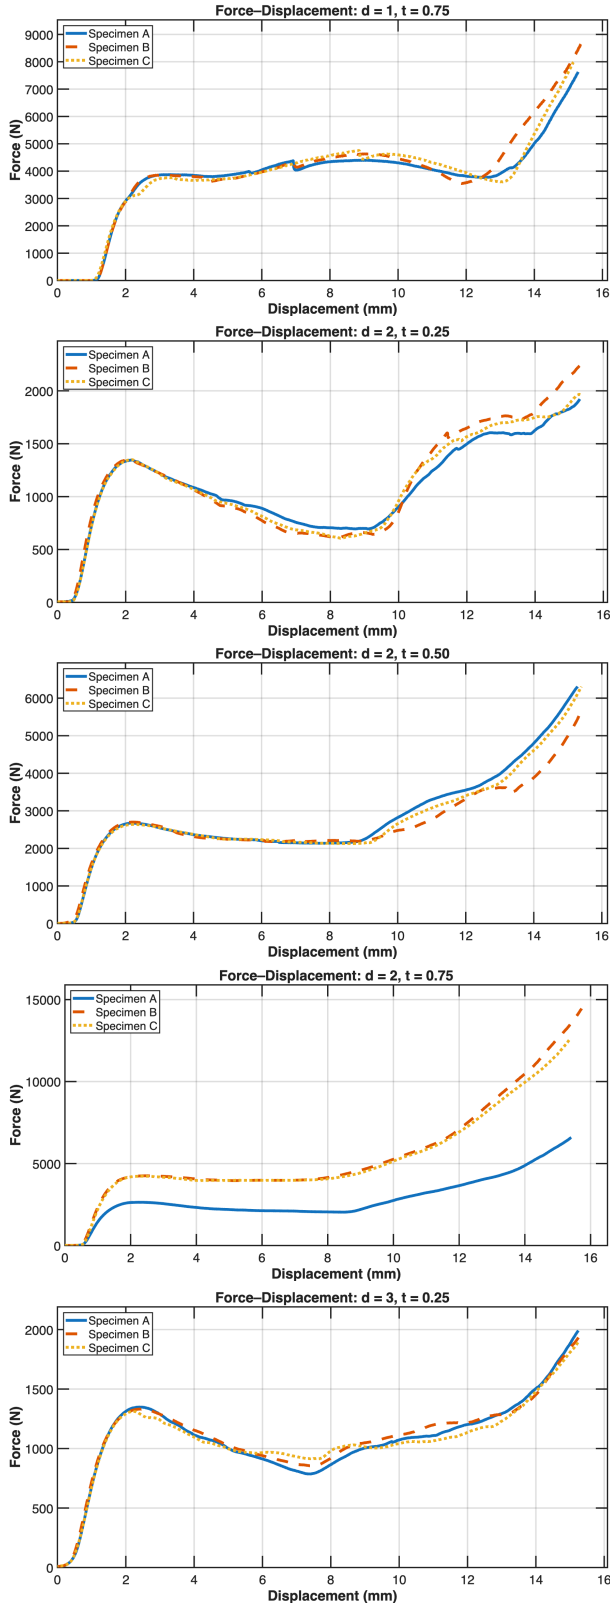 Force–Displacement: d = 1, t = 0.75
Specimen A
Specimen B
Specimen C
Force (N)
9000
8000
7000
6000
5000
4000
3000
2000
1000
0
0 2 4 6 8 10 12 14 16
Displacement (mm)
Force–Displacement: d = 2, t = 0.25
Specimen A
Specimen B
Specimen C
Force (N)
2000
1500
1000
500
0
0 2 4 6 8 10 12 14 16
Displacement (mm)
Force–Displacement: d = 2, t = 0.50
Specimen A
Specimen B
Specimen C
Force (N)
6000
5000
4000
3000
2000
1000
0
0 2 4 6 8 10 12 14 16
Displacement (mm)
Force–Displacement: d = 2, t = 0.75
Specimen A
Specimen B
Specimen C
Force (N)
15000
10000
5000
0
0 2 4 6 8 10 12 14 16
Displacement (mm)
Force–Displacement: d = 3, t = 0.25
Specimen A
Specimen B
Specimen C
Force (N)
2000
1500
1000
500
0
0 2 4 6 8 10 12 14 16
Displacement (mm)